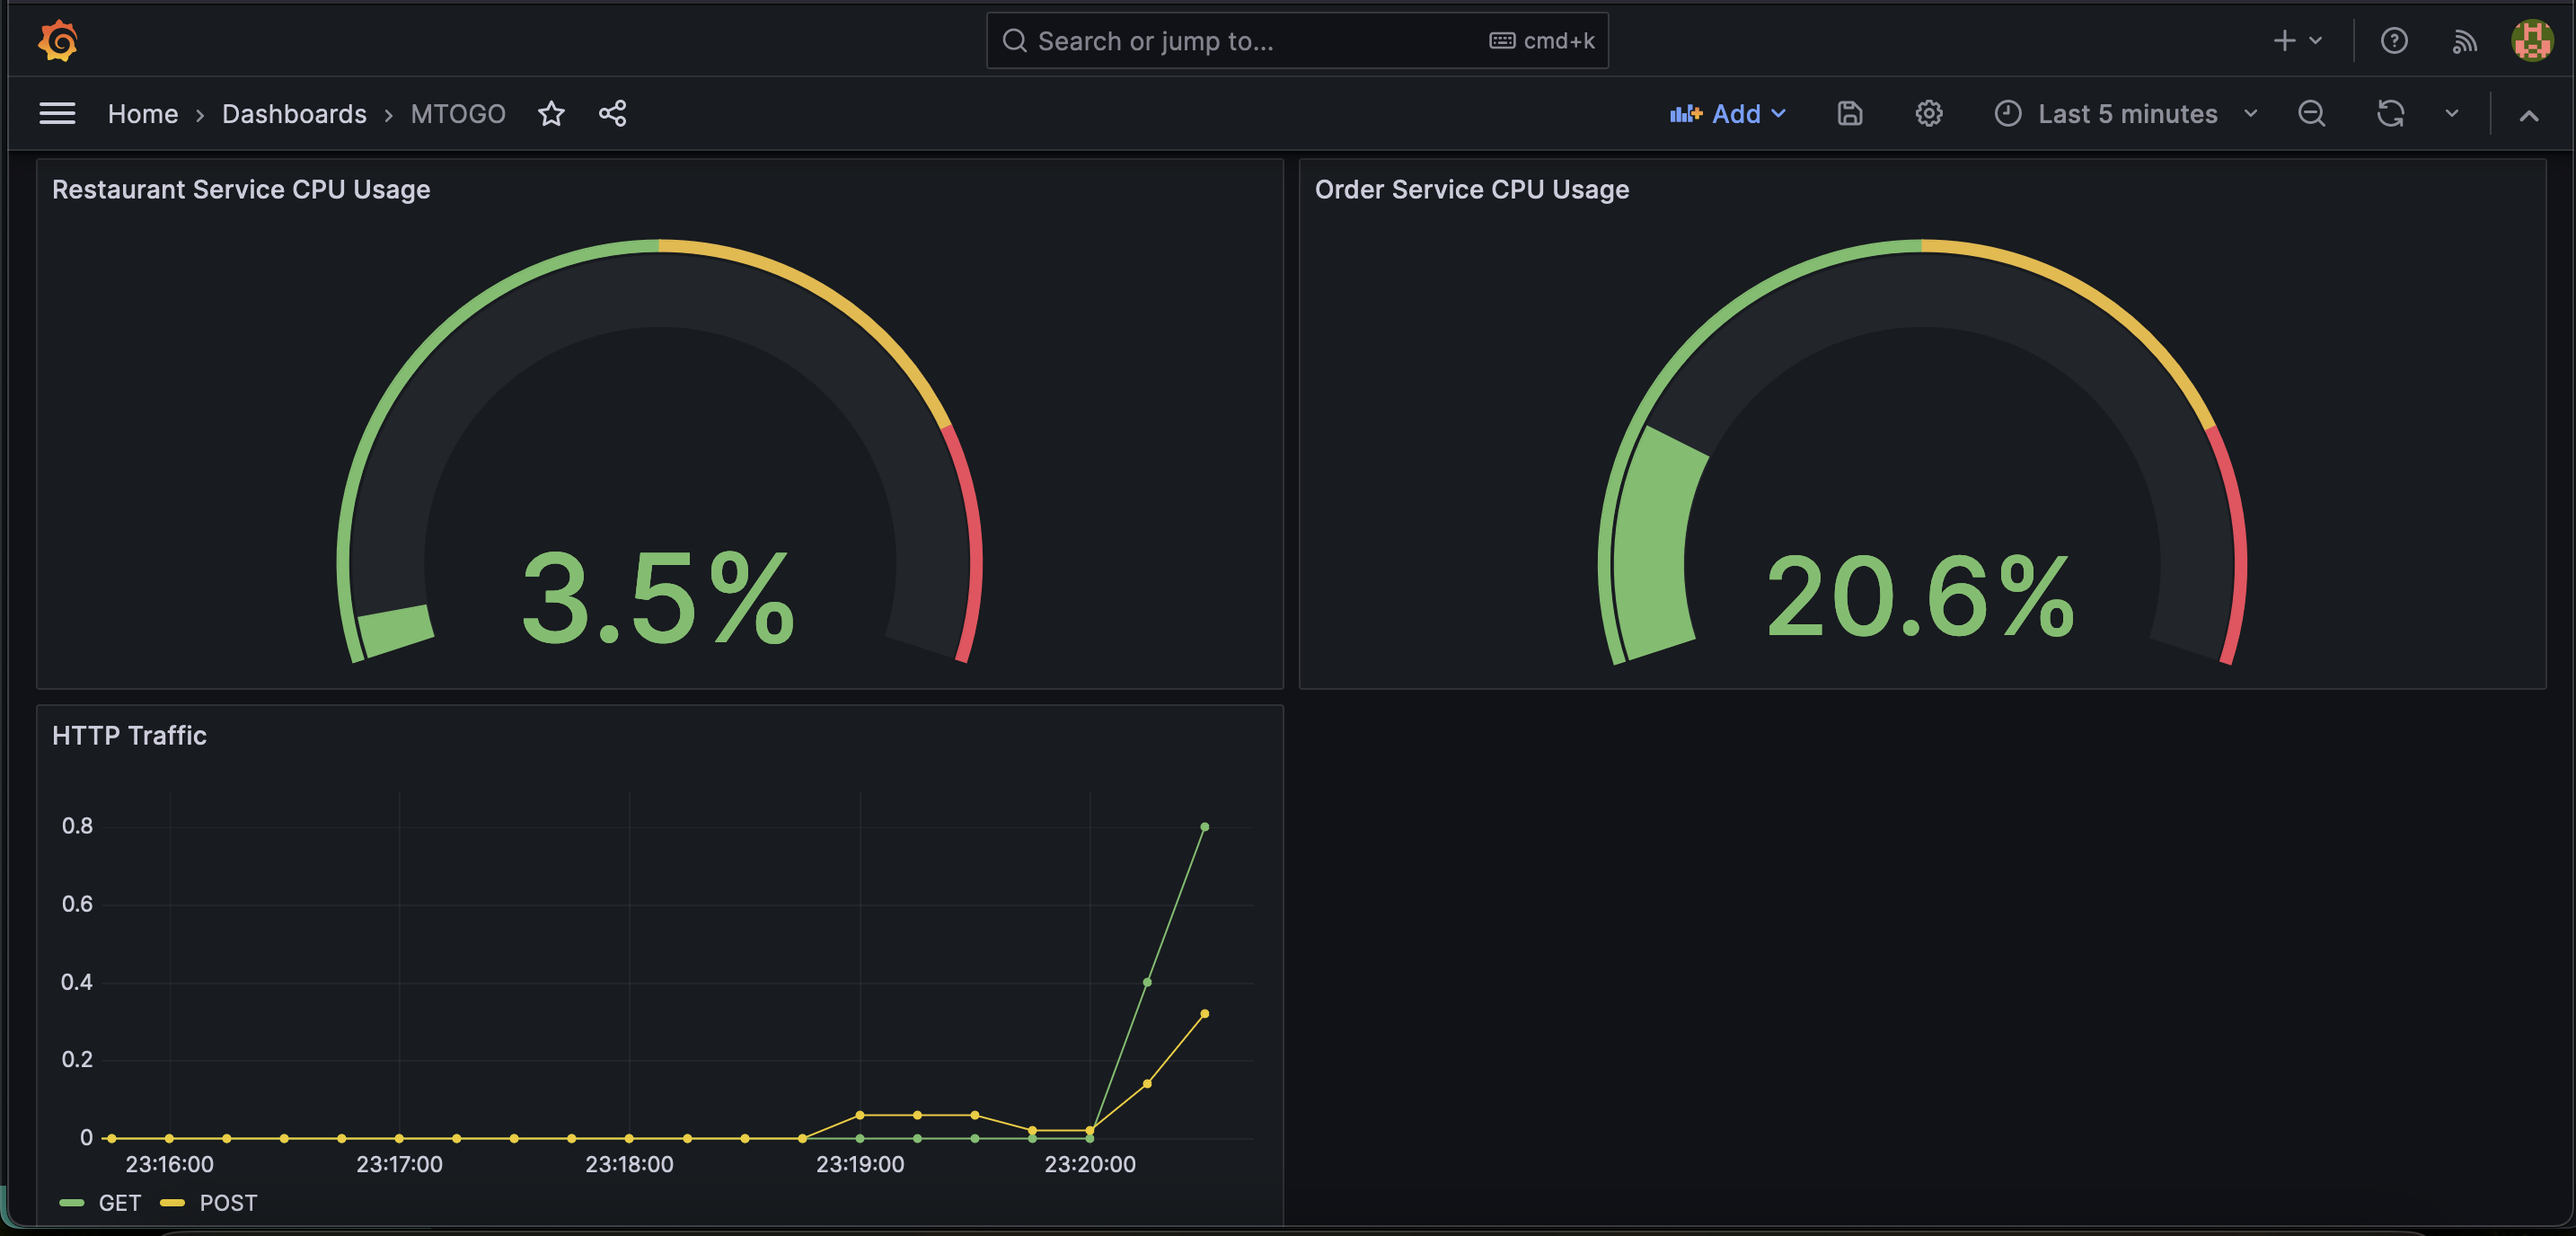 Search or jump to...
cmd+k
Home › Dashboards › MTOGO
Add
Last 5 minutes
Restaurant Service CPU Usage
3.5%
Order Service CPU Usage
20.6%
HTTP Traffic
0.8
0.6
0.4
0.2
0
23:16:00 23:17:00 23:18:00 23:19:00 23:20:00
GET POST